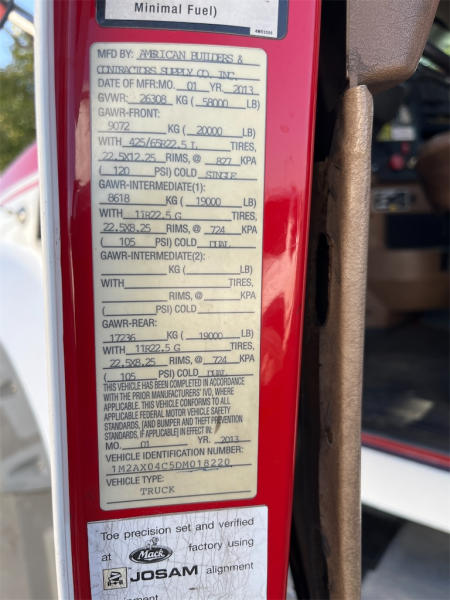 Minimal Fuel)
MFD BY: AMERICAN BUILDERS &
CONTRACTORS SUPPLY CO. INC.
DATE OF MFR: MO. 01 YR. 2013
GVWR: 26308 KG (58000 LB)
GAWR-FRONT:
9072 KG (20000 LB)
WITH 425/65R22.5 L TIRES,
22.5X12.25 RIMS, @ 827 KPA
(120 PSI) COLD SINGLE
GAWR-INTERMEDIATE(1):
8618 KG (19000 LB)
WITH 11R22.5 G TIRES,
22.5X8.25 RIMS, @ 724 KPA
(105 PSI) COLD DUAL
GAWR-INTERMEDIATE(2):
KG ( LB)
WITH TIRES,
RIMS, @ KPA
( PSI) COLD
GAWR-REAR:
17236 KG (19000 LB)
WITH 11R22.5 G TIRES,
22.5X8.25 RIMS, @ 724 KPA
(105 PSI) COLD DUAL
THIS VEHICLE HAS BEEN COMPLETED IN ACCORDANCE
WITH THE PRIOR MANUFACTURERS' IVD, WHERE
APPLICABLE. THIS VEHICLE CONFORMS TO ALL
APPLICABLE FEDERAL MOTOR VEHICLE SAFETY
STANDARDS, [AND BUMPER AND THEFT PREVENTION
STANDARDS, IF APPLICABLE] IN EFFECT IN:
MO. 01 YR. 2013
VEHICLE IDENTIFICATION NUMBER:
1M2AX04C5DM018220
VEHICLE TYPE:
TRUCK
Toe precision set and verified
at Mack factory using
JOSAM alignment